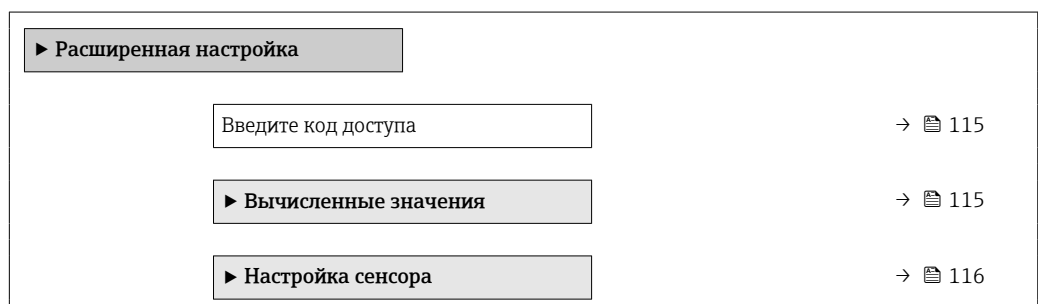 ▶ Расширенная настройка
Введите код доступа → 115
▶ Вычисленные значения → 115
▶ Настройка сенсора → 116